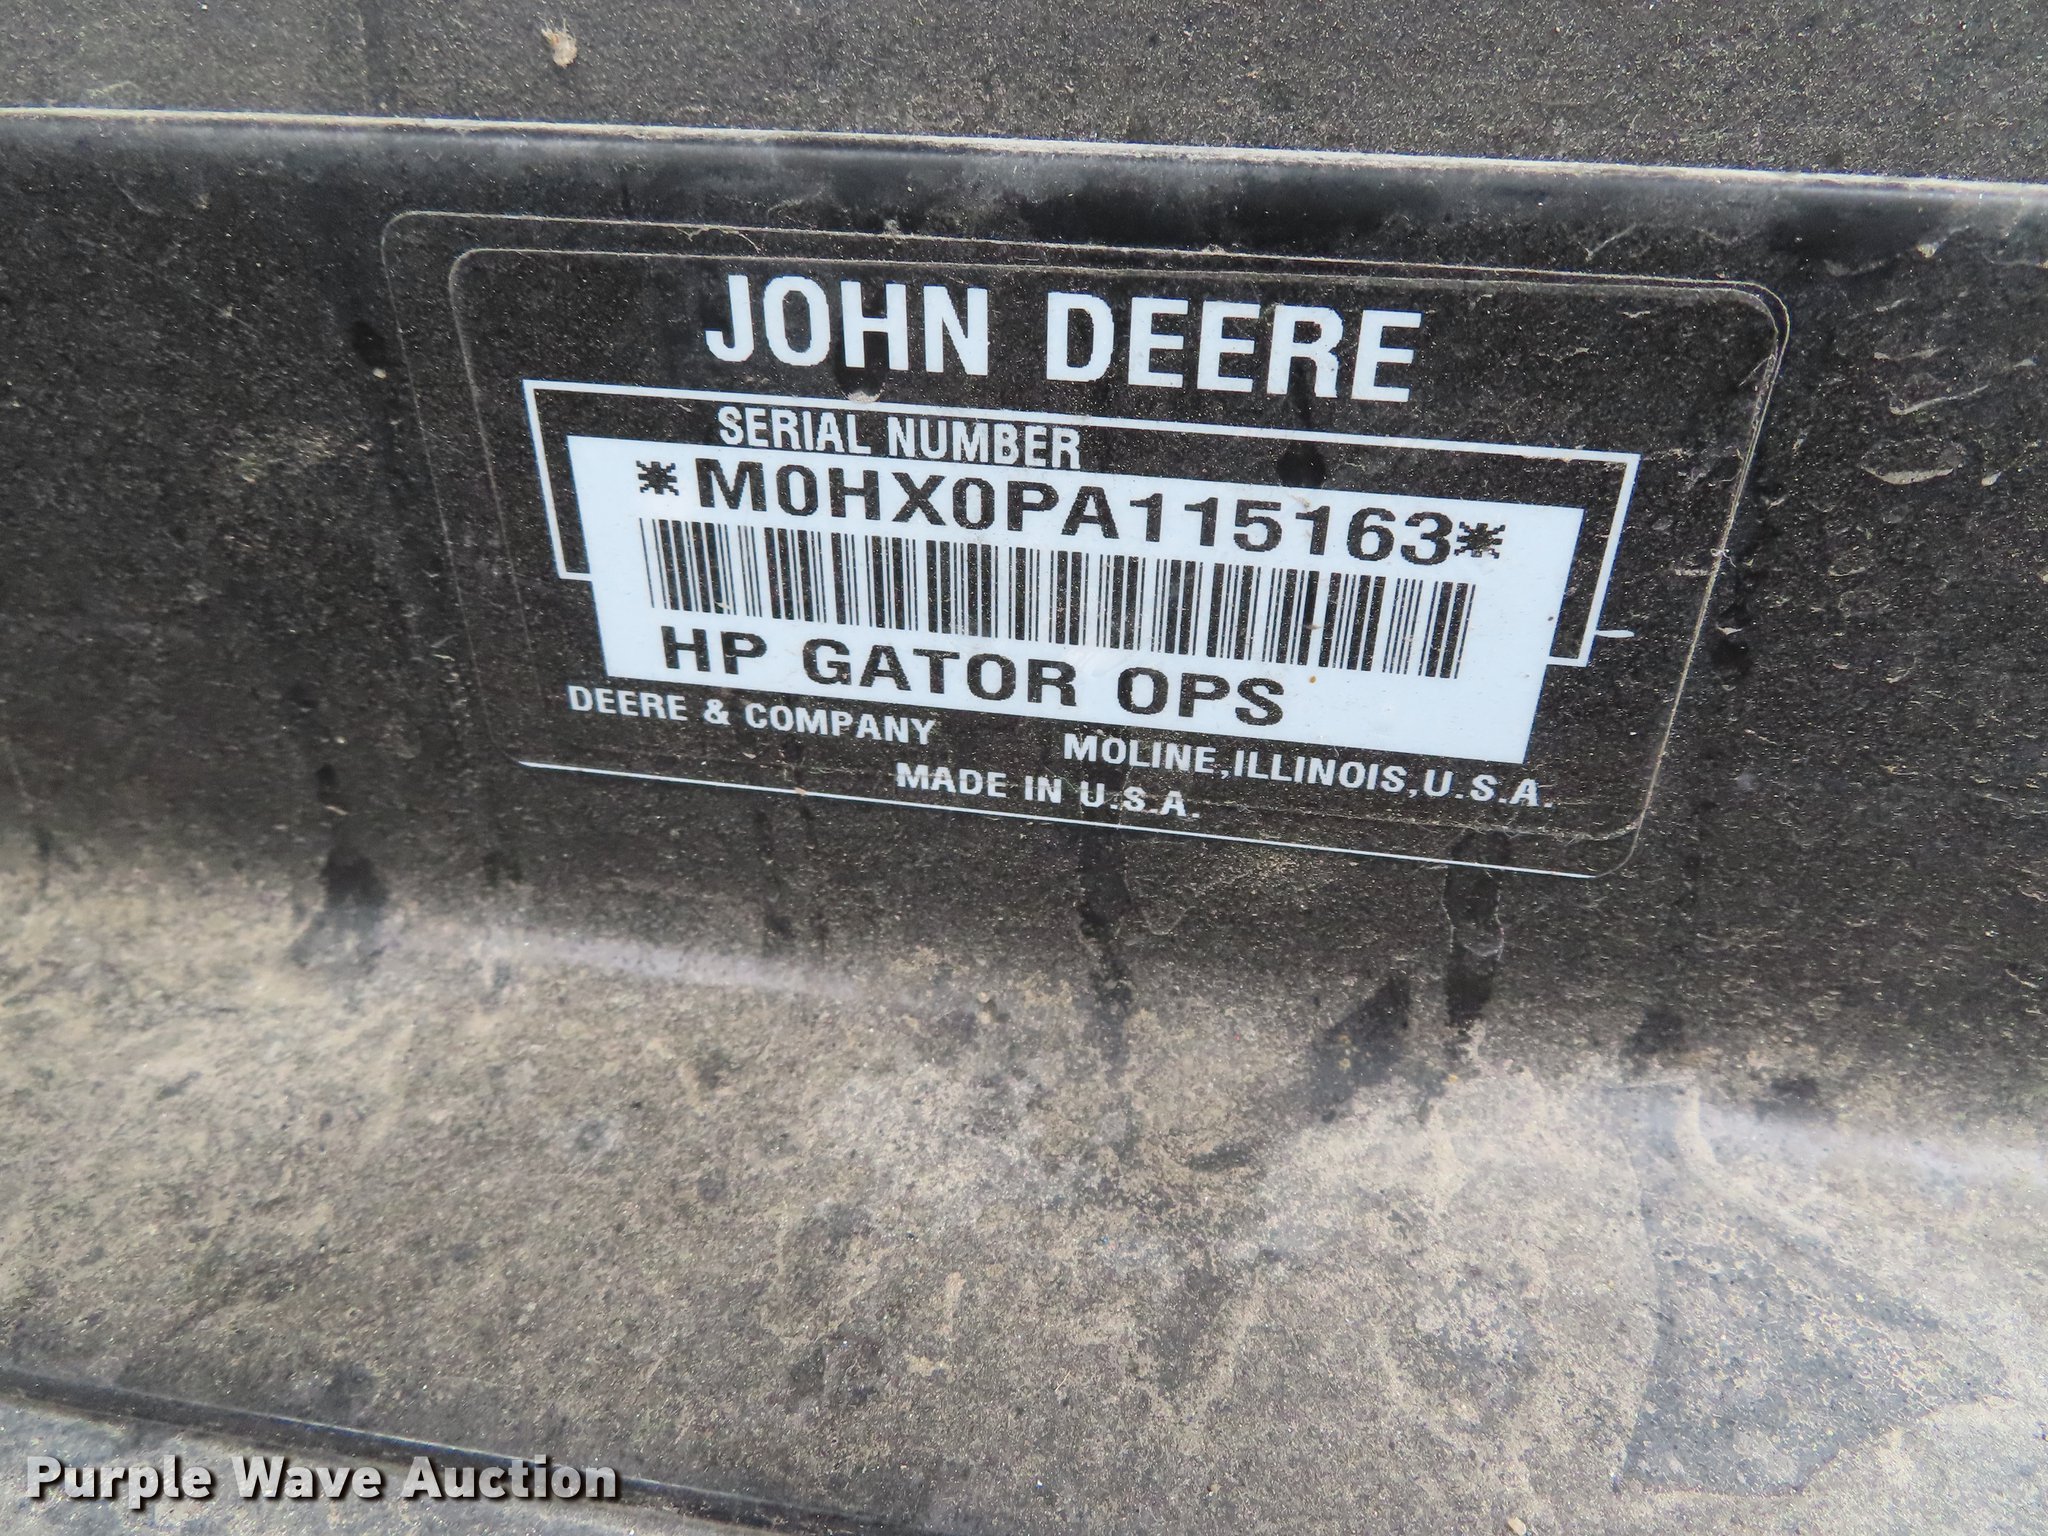 JOHN DEERE
SERIAL NUMBER
*M0HX0PA115163*
HP GATOR OPS
DEERE & COMPANY MOLINE,ILLINOIS,U.S.A.
MADE IN U.S.A.
Purple Wave Auction